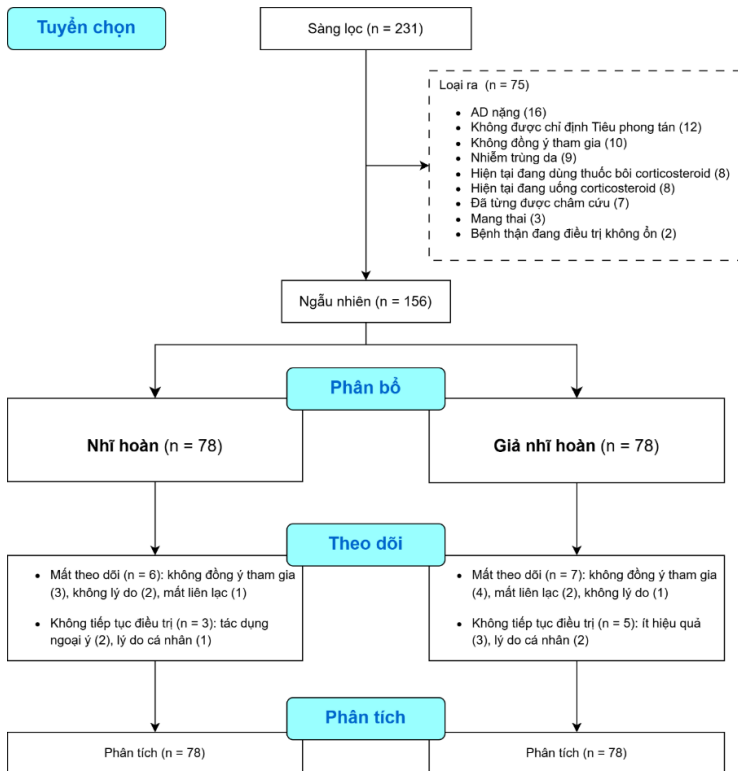 Tuyển chọn
Sàng lọc (n = 231)
Loại ra (n = 75)
• AD nặng (16)
• Không được chỉ định Tiêu phong tán (12)
• Không đồng ý tham gia (10)
• Nhiễm trùng da (9)
• Hiện tại đang dùng thuốc bôi corticosteroid (8)
• Hiện tại đang uống corticosteroid (8)
• Đã từng được châm cứu (7)
• Mang thai (3)
• Bệnh thận đang điều trị không ổn (2)
Ngẫu nhiên (n = 156)
Phân bổ
Nhĩ hoàn (n = 78)
Giả nhĩ hoàn (n = 78)
Theo dõi
• Mất theo dõi (n = 6): không đồng ý tham gia
(3), không lý do (2), mất liên lạc (1)
• Không tiếp tục điều trị (n = 3): tác dụng
ngoại ý (2), lý do cá nhân (1)
• Mất theo dõi (n = 7): không đồng ý tham gia
(4), mất liên lạc (2), không lý do (1)
• Không tiếp tục điều trị (n = 5): ít hiệu quả
(3), lý do cá nhân (2)
Phân tích
Phân tích (n = 78)
Phân tích (n = 78)